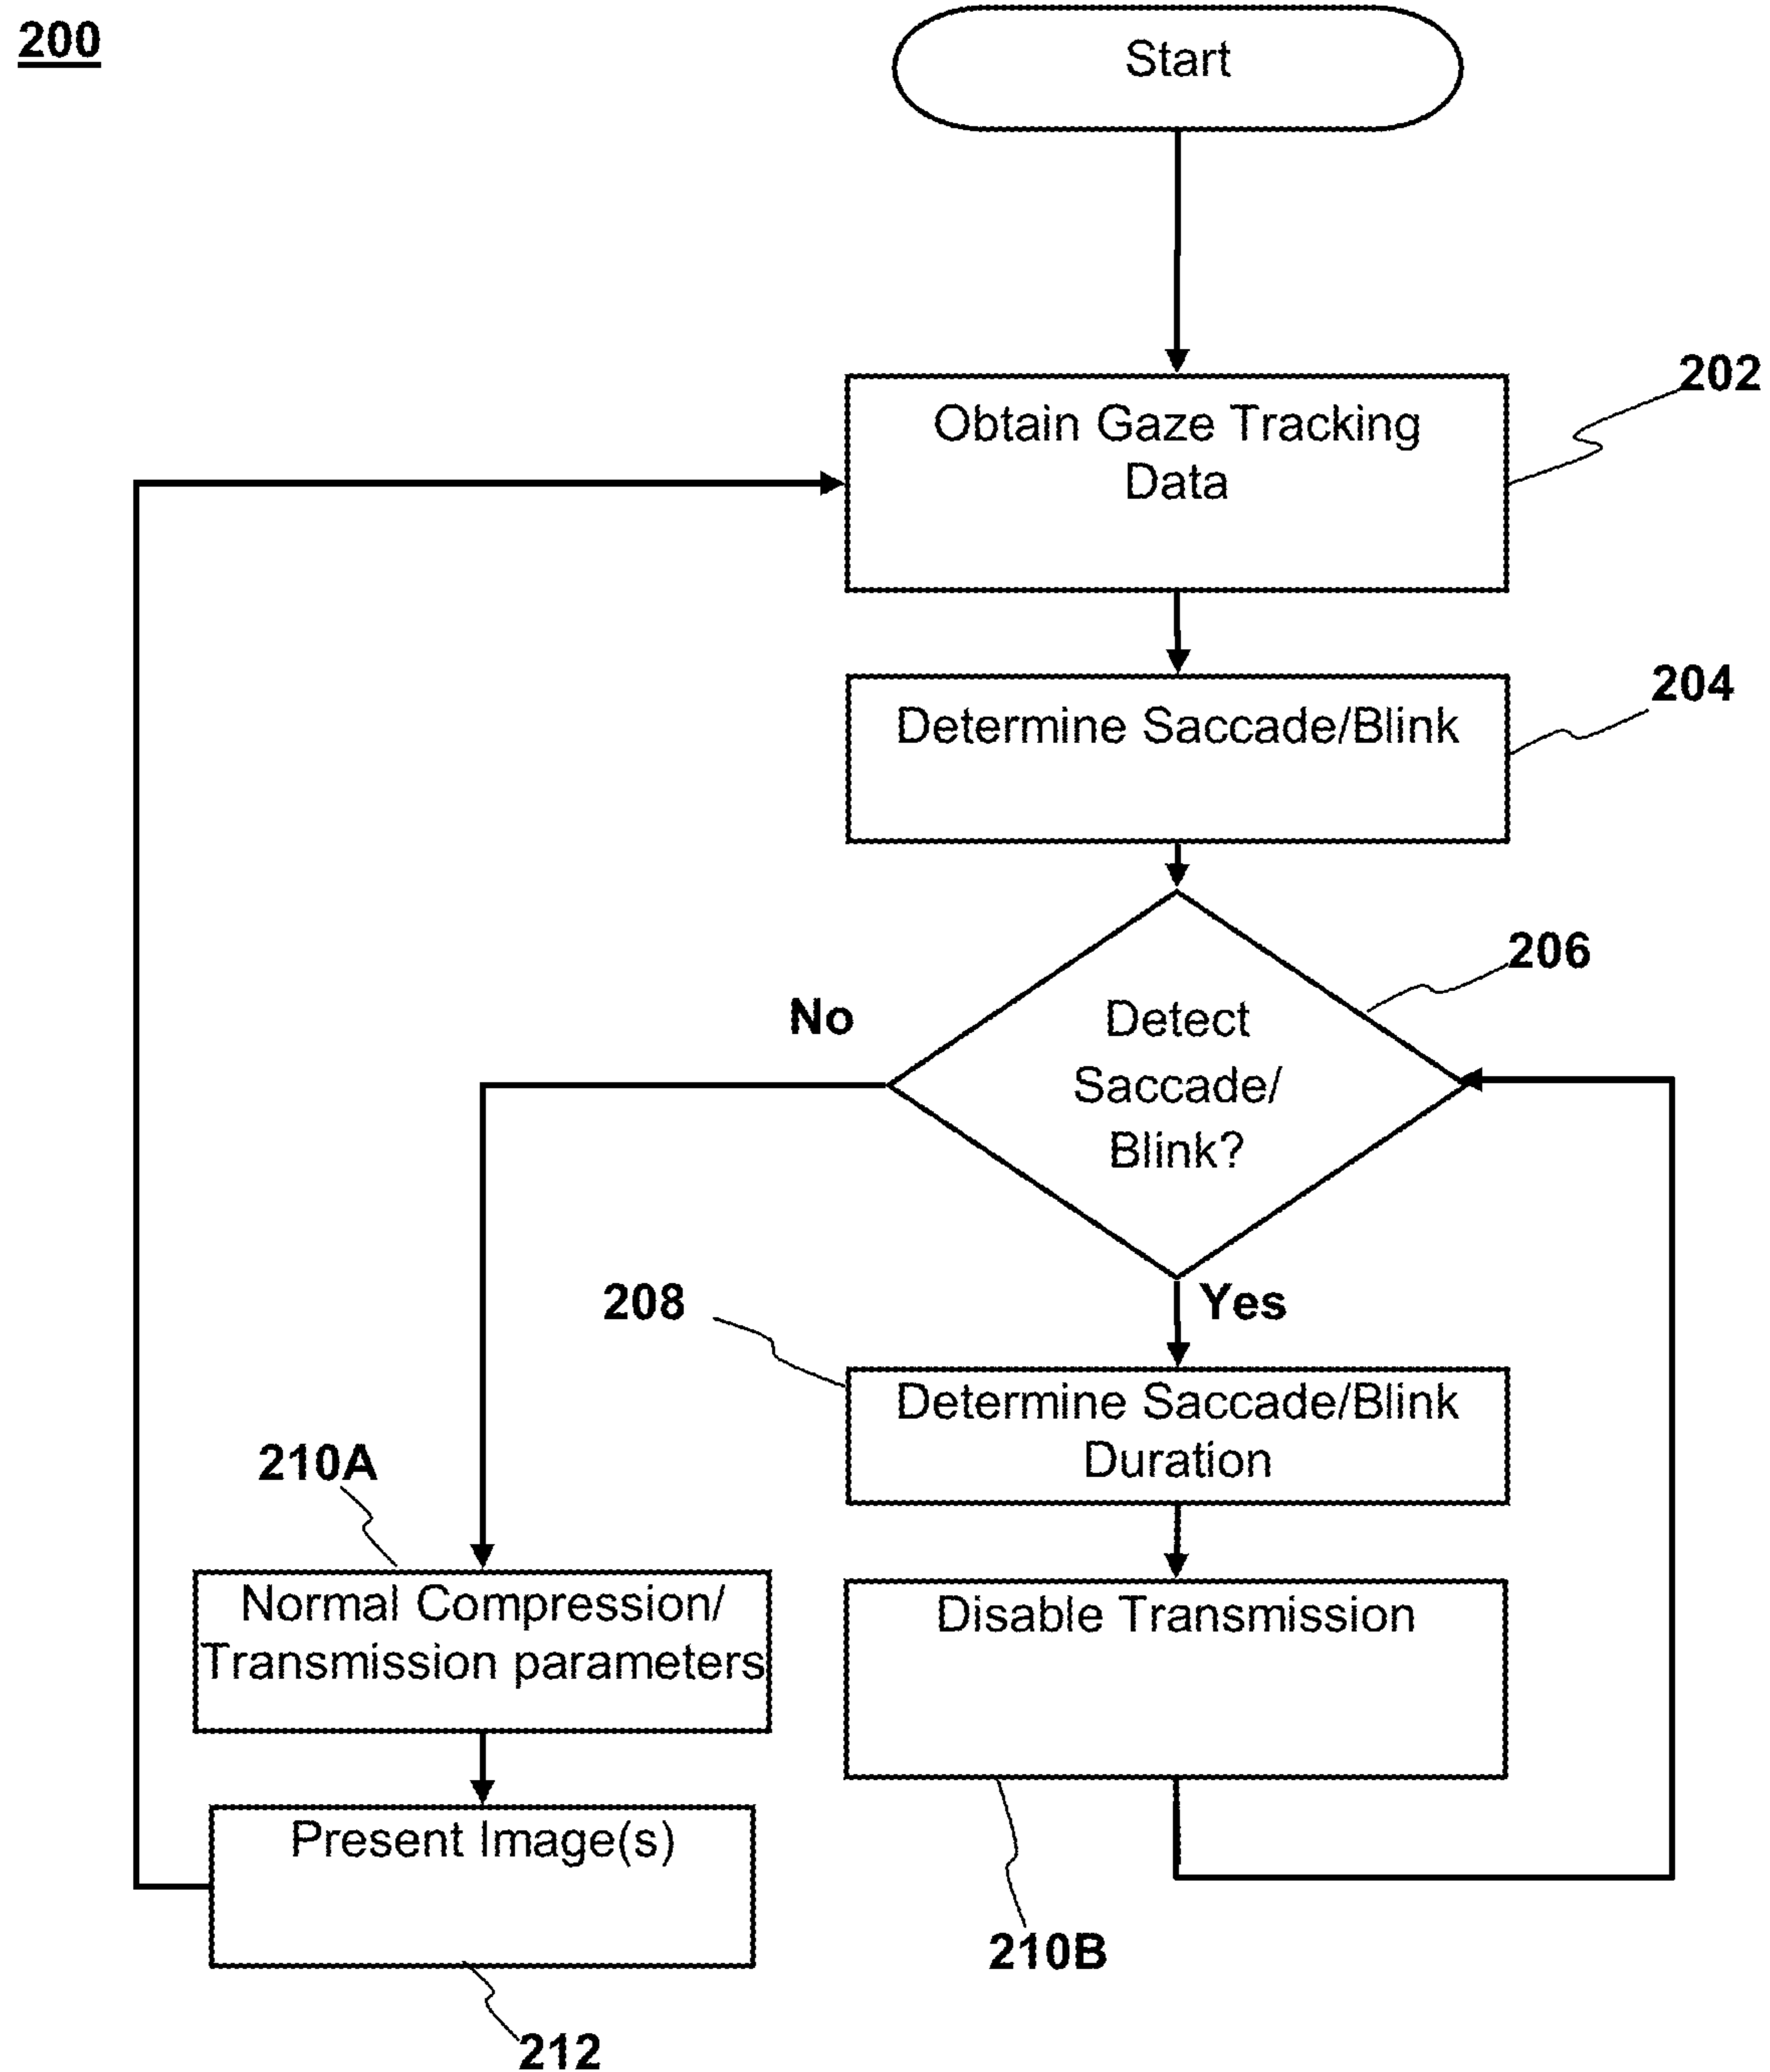 200
Start
202
Obtain Gaze Tracking
Data
204
Determine Saccade/Blink
206
No
Detect
Saccade/
Blink?
208
Yes
Determine Saccade/Blink
Duration
210A
Normal Compression/
Transmission parameters
Disable Transmission
Present Image(s)
210B
212